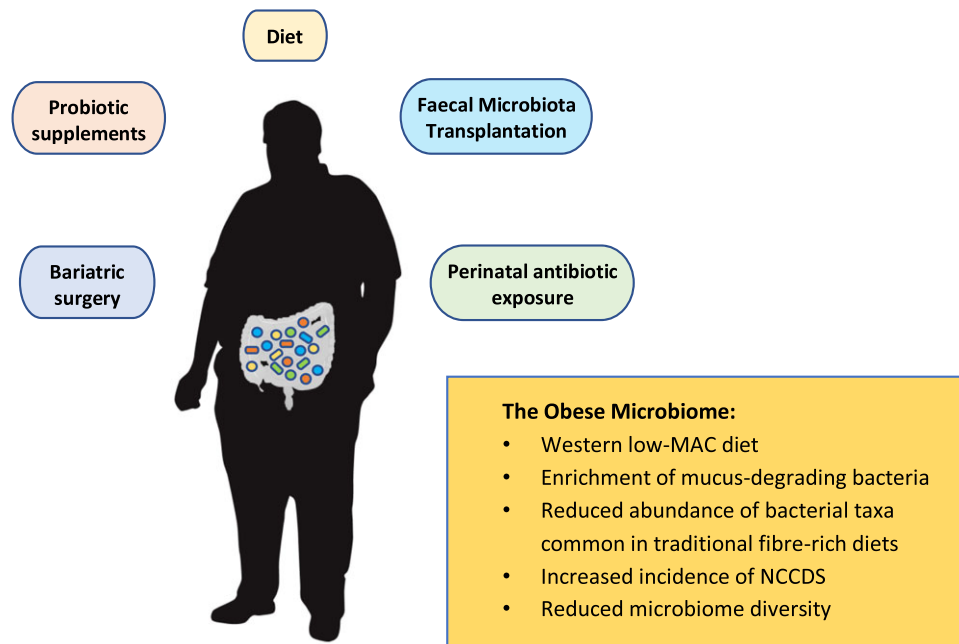 Diet
Probiotic
supplements
Faecal Microbiota
Transplantation
Bariatric
surgery
Perinatal antibiotic
exposure
The Obese Microbiome:
• Western low-MAC diet
• Enrichment of mucus-degrading bacteria
• Reduced abundance of bacterial taxa
common in traditional fibre-rich diets
• Increased incidence of NCCDS
• Reduced microbiome diversity